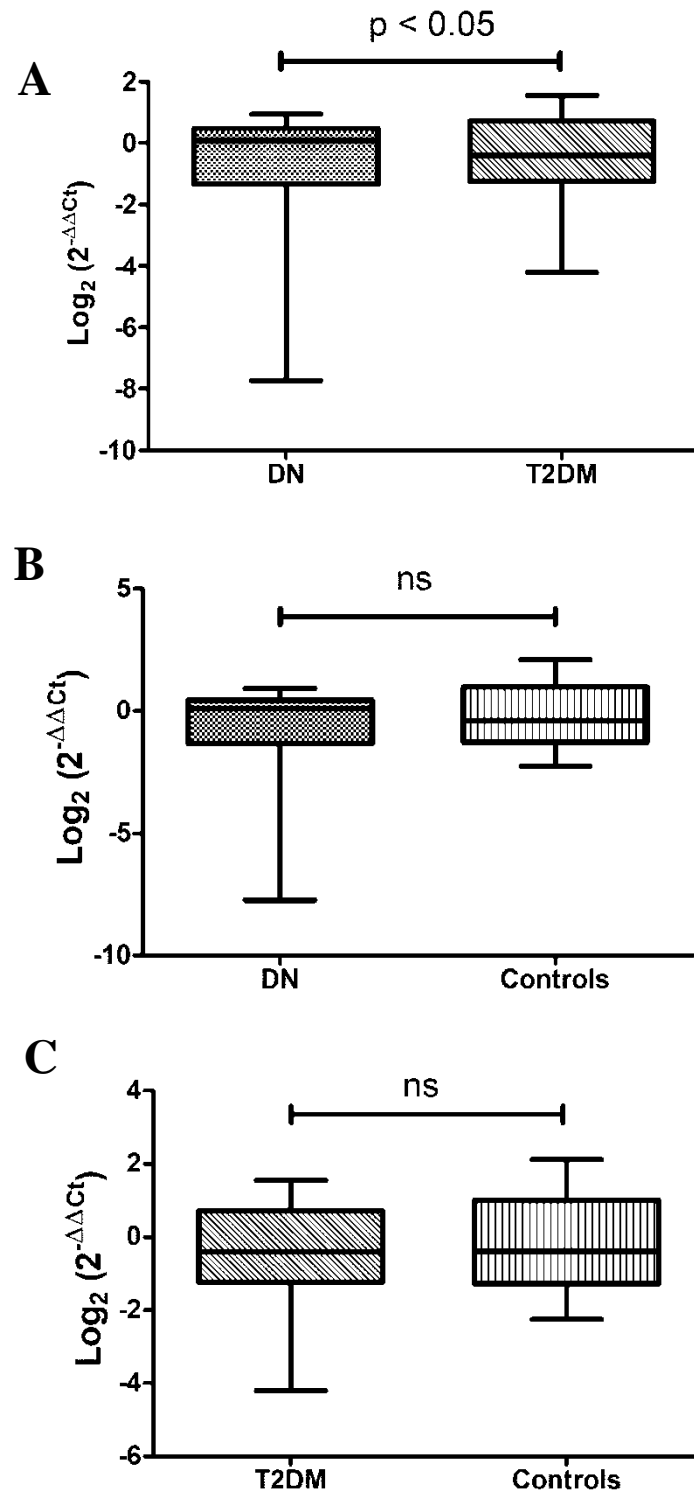 A
p < 0.05
Log₂ (2^-ΔΔCt)
2
0
-2
-4
-6
-8
-10
DN T2DM
B
ns
Log₂ (2^-ΔΔCt)
5
0
-5
-10
DN Controls
C
ns
Log₂ (2^-ΔΔCt)
4
2
0
-2
-4
-6
T2DM Controls